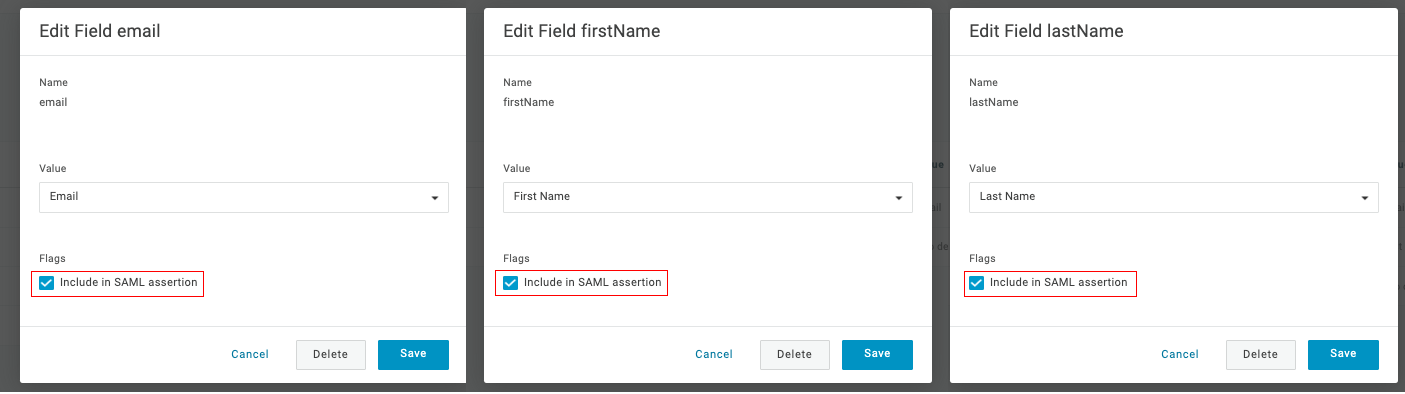 Edit Field email
Name
email
Value
Email
Flags
Include in SAML assertion
Cancel
Delete
Save
Edit Field firstName
Name
firstName
Value
First Name
Flags
Include in SAML assertion
Cancel
Delete
Save
Edit Field lastName
Name
lastName
Value
Last Name
Flags
Include in SAML assertion
Cancel
Delete
Save